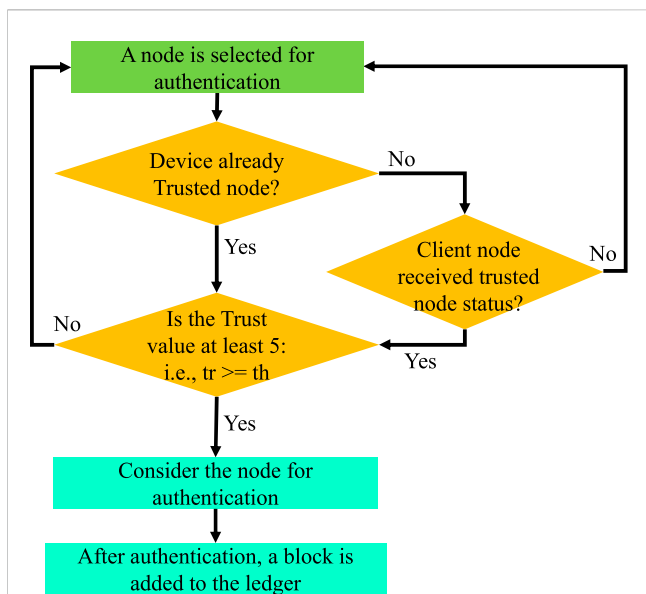 A node is selected for
authentication
Device already
Trusted node?
No
Yes
Client node
received trusted
node status?
No
No
Is the Trust
value at least 5:
i.e., tr >= th
Yes
Yes
Consider the node for
authentication
After authentication, a block is
added to the ledger